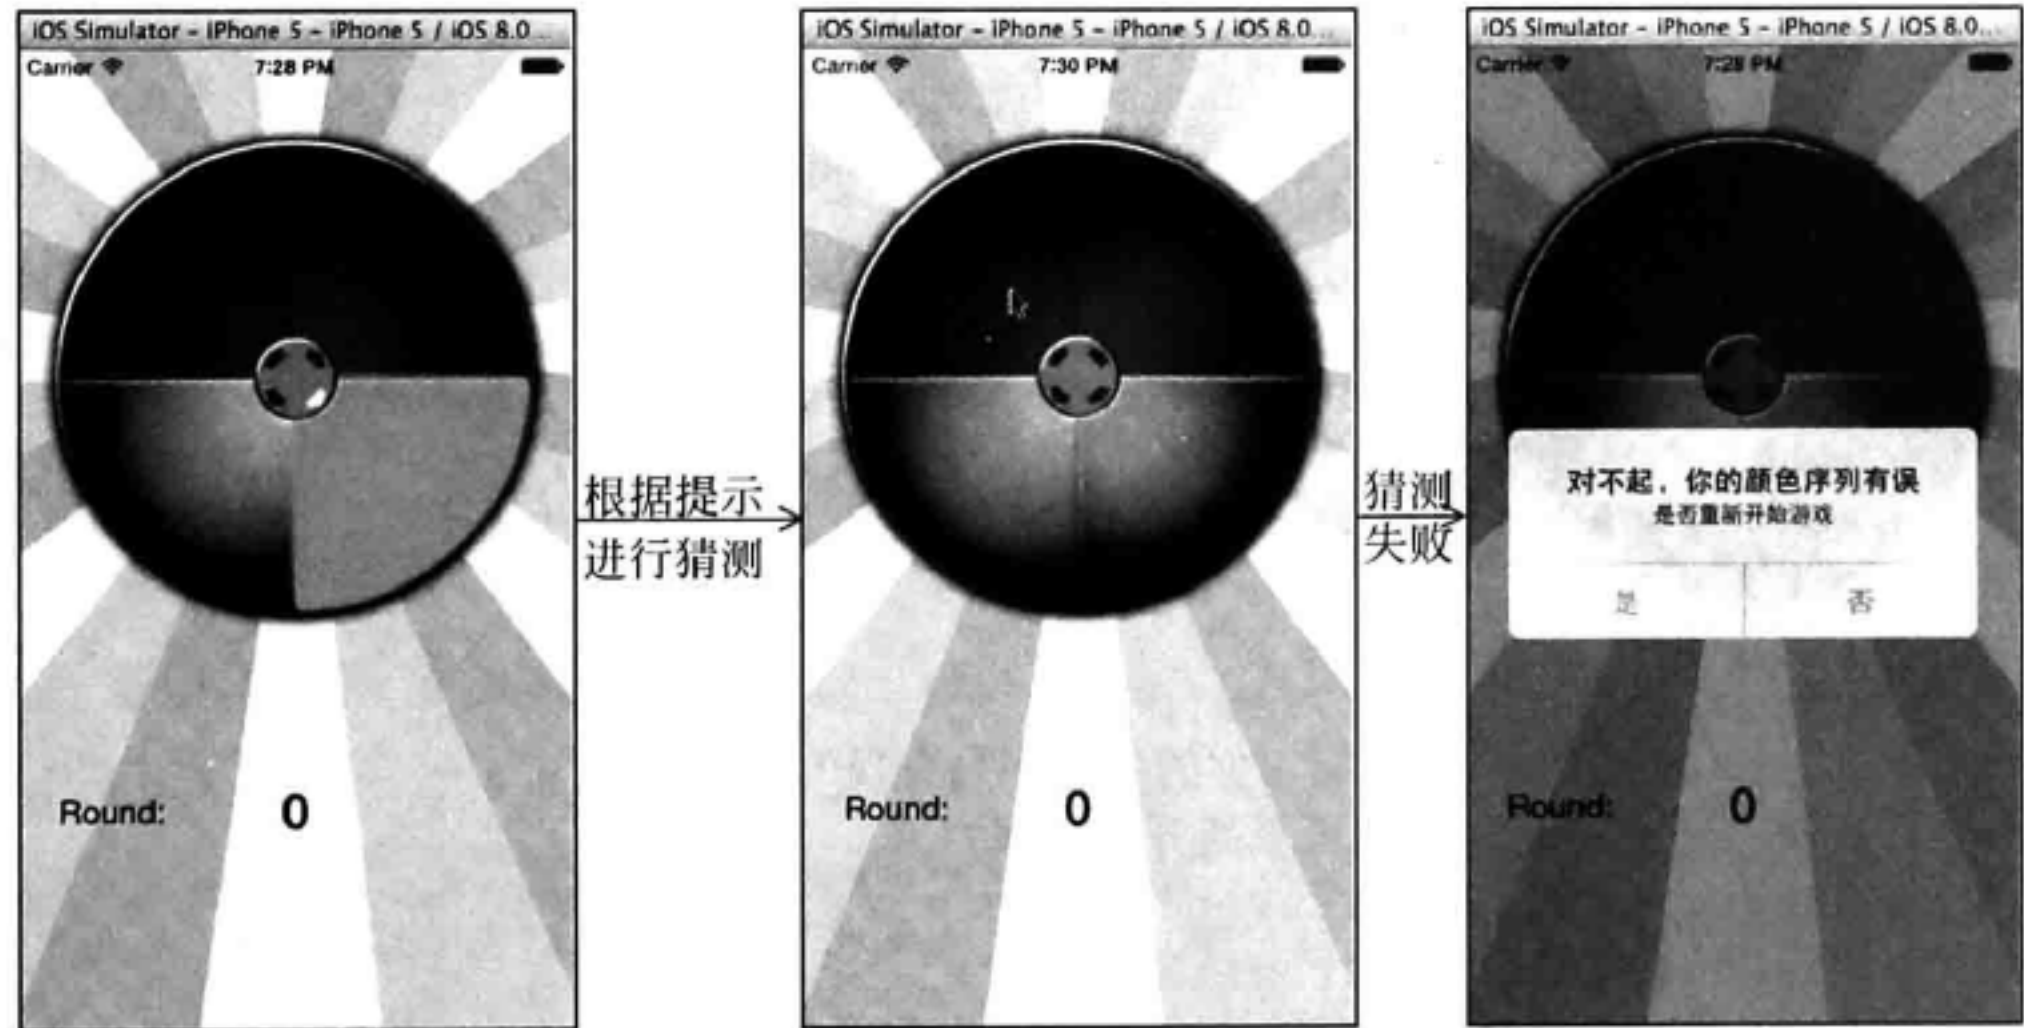 iOS Simulator - iPhone 5 - iPhone 5 / iOS 8.0...
Carrier
7:28 PM
Round:
0
根据提示
进行猜测
iOS Simulator - iPhone 5 - iPhone 5 / iOS 8.0...
Carrier
7:30 PM
Round:
0
猜测
失败
iOS Simulator - iPhone 5 - iPhone 5 / iOS 8.0...
Carrier
7:28 PM
对不起，你的颜色序列有误
是否重新开始游戏
是
否
Round:
0